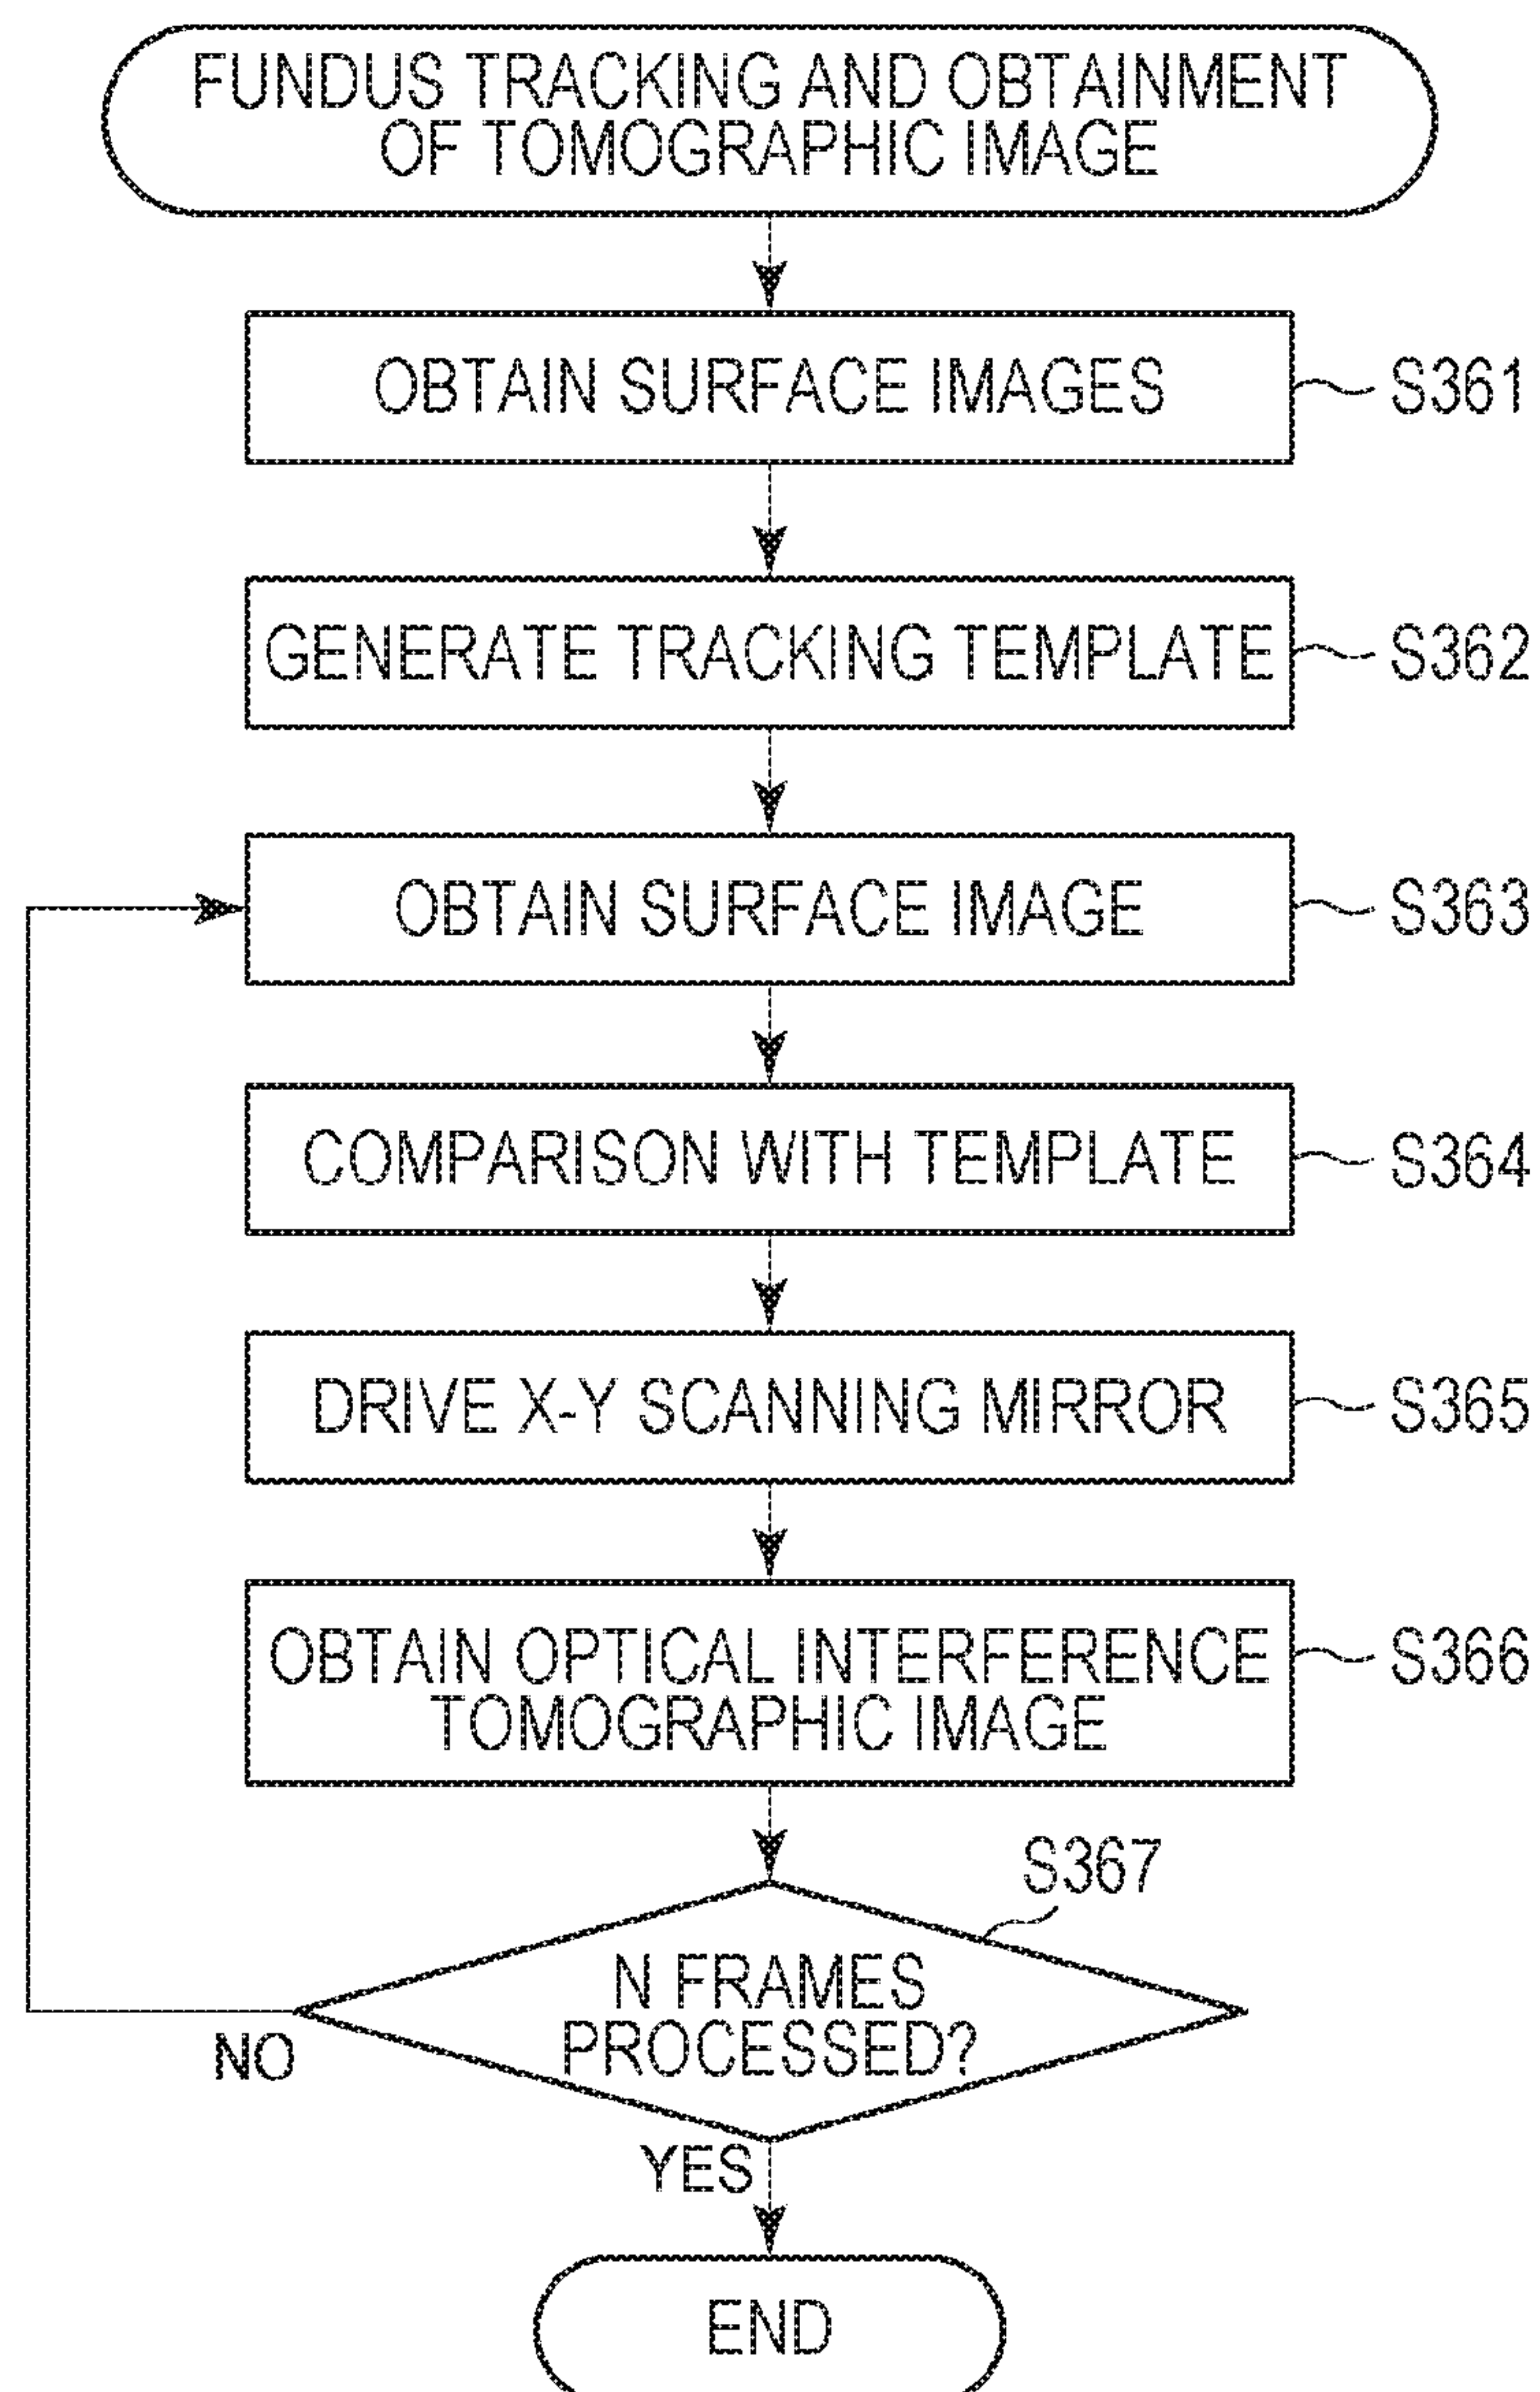 FUNDUS TRACKING AND OBTAINMENT
OF TOMOGRAPHIC IMAGE
OBTAIN SURFACE IMAGES
S361
GENERATE TRACKING TEMPLATE
S362
OBTAIN SURFACE IMAGE
S363
COMPARISON WITH TEMPLATE
S364
DRIVE X-Y SCANNING MIRROR
S365
OBTAIN OPTICAL INTERFERENCE
TOMOGRAPHIC IMAGE
S366
S367
N FRAMES
PROCESSED?
NO
YES
END